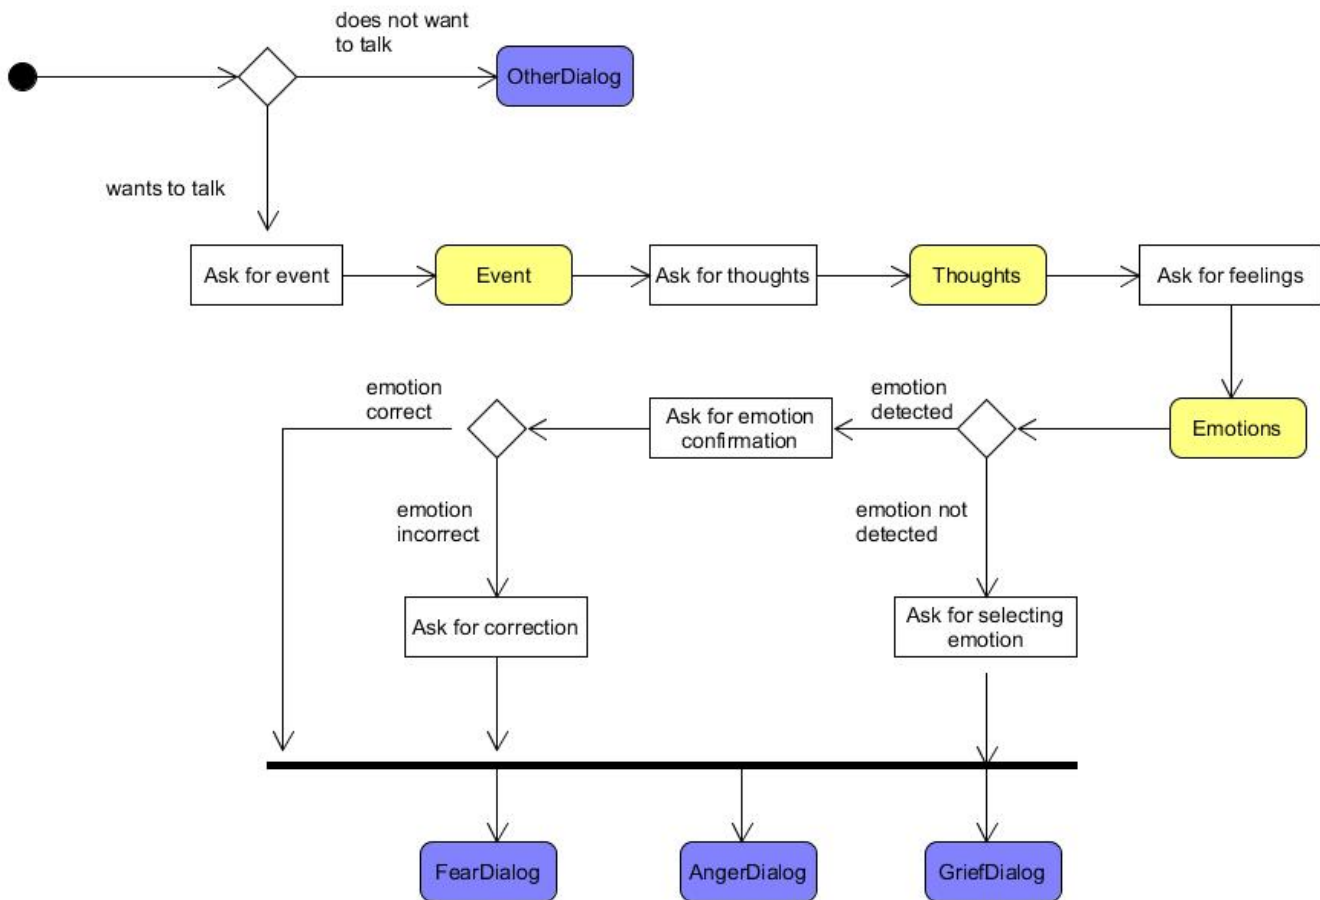 does not want
to talk
OtherDialog
wants to talk
Ask for event
Event
Ask for thoughts
Thoughts
Ask for feelings
emotion
correct
Ask for emotion
confirmation
emotion
detected
Emotions
emotion
incorrect
emotion not
detected
Ask for correction
Ask for selecting
emotion
FearDialog
AngerDialog
GriefDialog